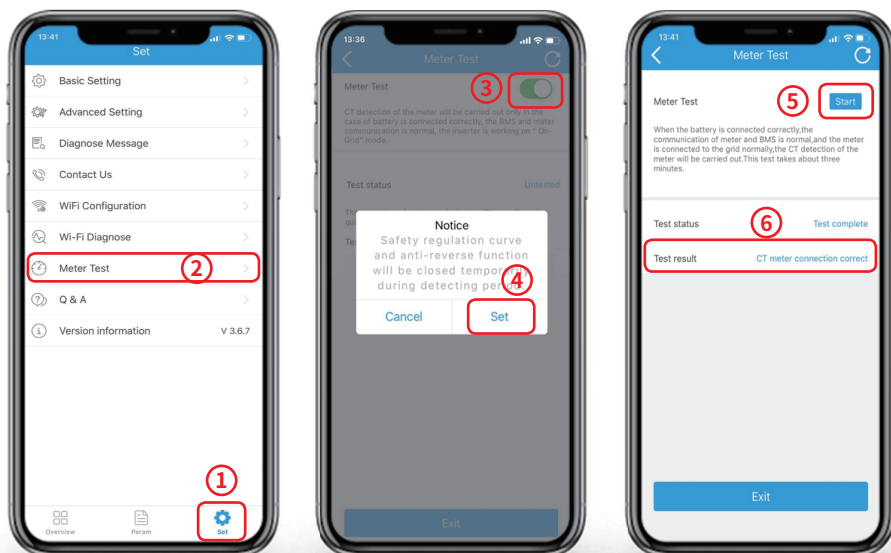 13:41
Set
Basic Setting
Advanced Setting
Diagnose Message
Contact Us
WiFi Configuration
Wi-Fi Diagnose
Meter Test
2
Q & A
Version information V 3.6.7
1
Overview Param Set
13:36
Meter Test
Meter Test
3
CT detection of the meter will be carried out only in the
case of battery is connected correctly, the BMS and meter
communication is normal, the inverter is working on " On-
Grid" mode.
Test status Untested
Notice
Safety regulation curve
and anti-reverse function
will be closed temporarily
during detecting
4
Cancel Set
Exit
13:41
Meter Test
Meter Test
5
Start
When the battery is connected correctly,the
communication of meter and BMS is normal,and the meter
is connected to the grid normally,the CT detection of the
meter will be carried out.This test takes about three
minutes.
Test status
6
Test complete
Test result CT meter connection correct
Exit